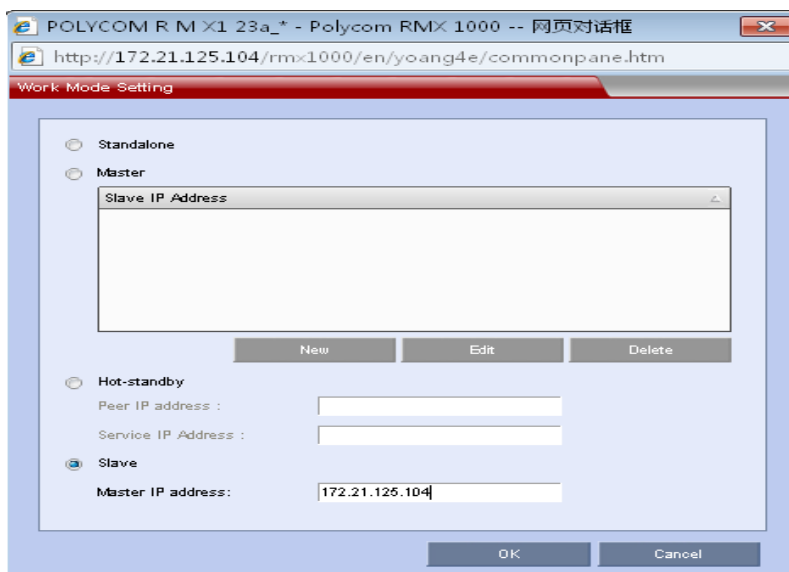 POLYCOM R M X1 23a_* - Polycom RMX 1000 -- 网页对话框
http://172.21.125.104/rmx1000/en/yoang4e/commonpane.htm
Work Mode Setting
Standalone
Master
Slave IP Address
New Edit Delete
Hot-standby
Peer IP address :
Service IP Address :
Slave
Master IP address: 172.21.125.104
OK Cancel